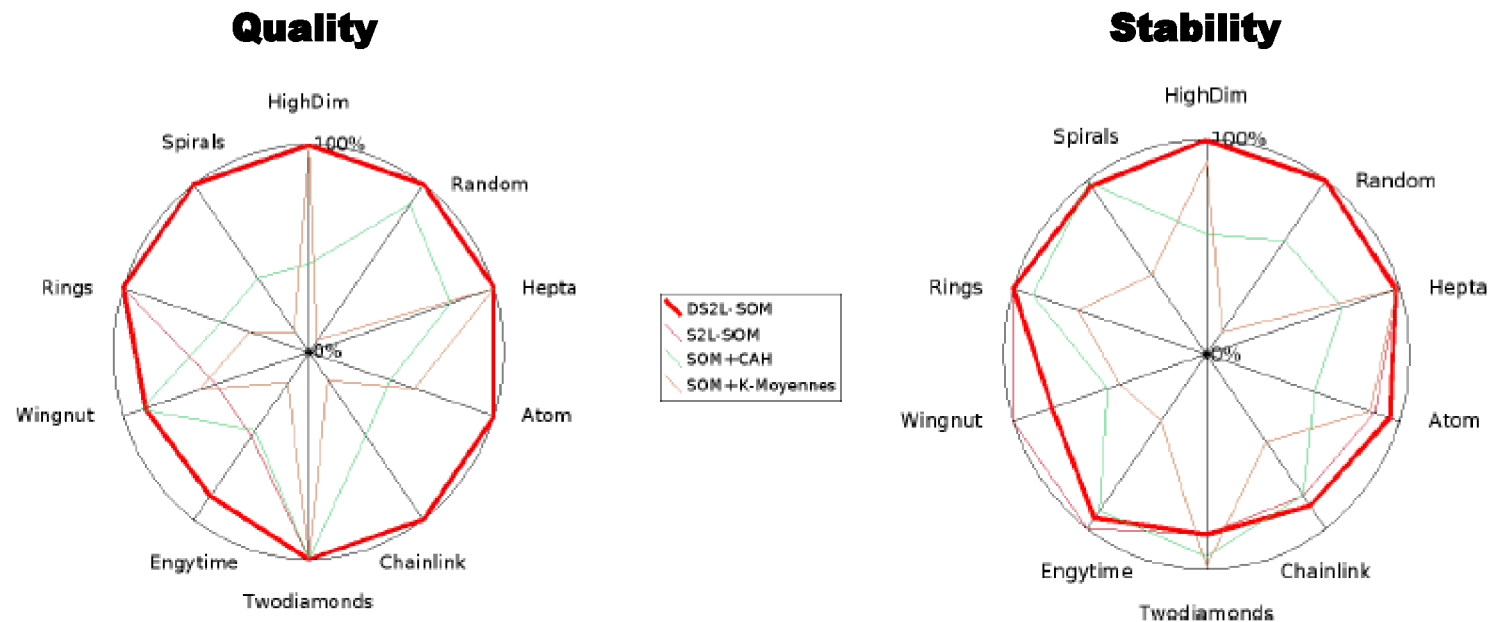 Quality
HighDim
100%
Spirals
Random
Rings
Hepta
0%
Wingnut
Atom
Engytime
Chainlink
Twodiamonds
DS2L-SOM
S2L-SOM
SOM+CAH
SOM+K-Moyennes
Stability
HighDim
100%
Spirals
Random
Rings
Hepta
0%
Wingnut
Atom
Engytime
Chainlink
Twodiamonds